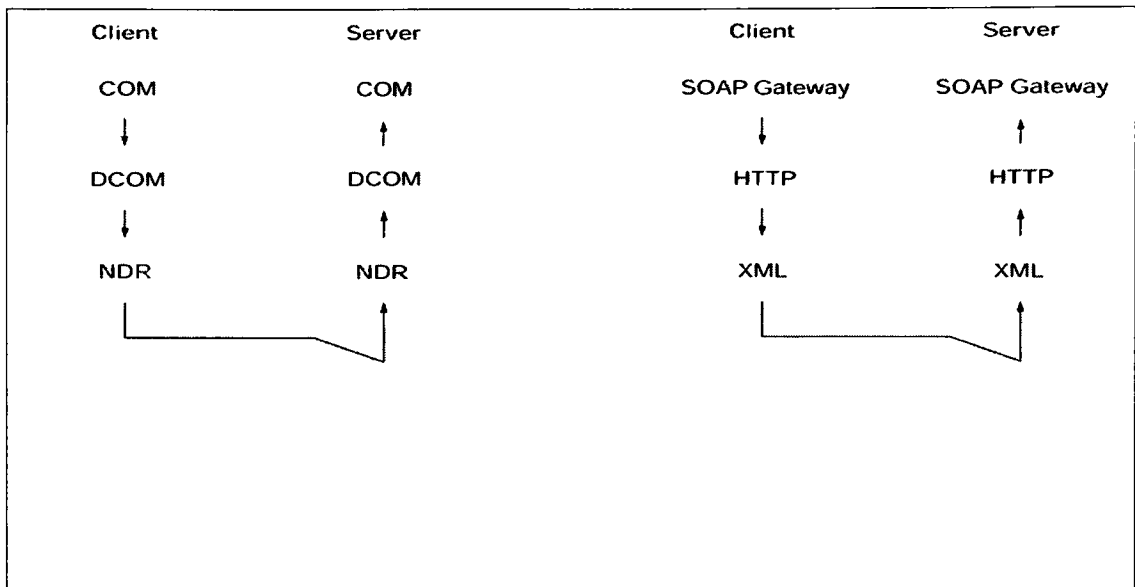 Client Server Client Server
COM COM SOAP Gateway SOAP Gateway
DCOM DCOM HTTP HTTP
NDR NDR XML XML